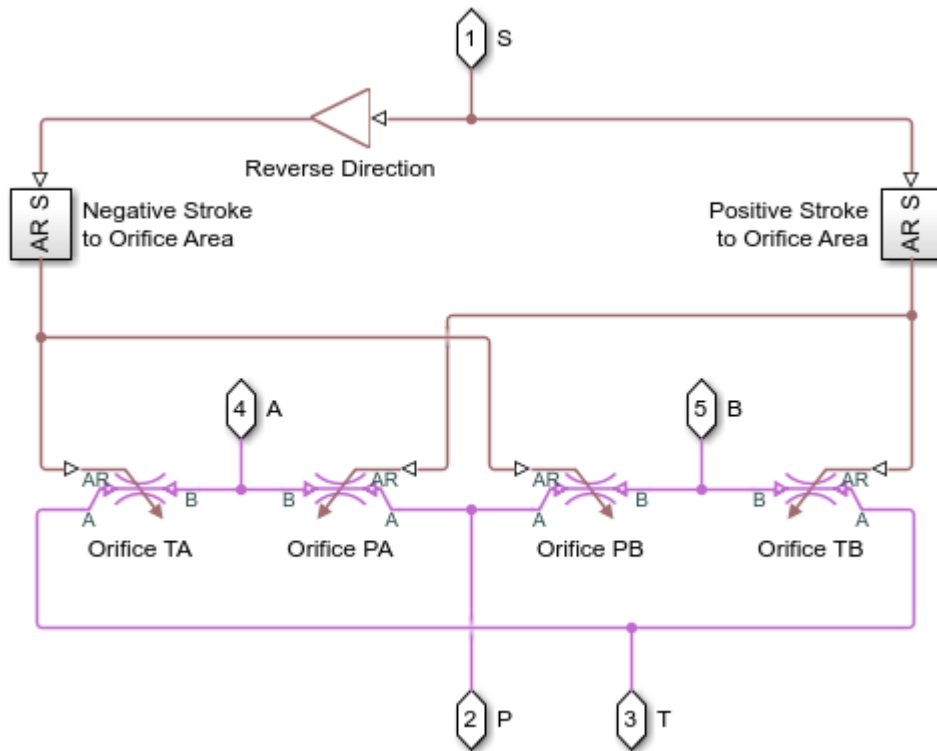 1 S
Reverse Direction
AR S
Negative Stroke
to Orifice Area
Positive Stroke
to Orifice Area
AR S
4 A
5 B
AR
A
B
Orifice TA
B
AR
A
Orifice PA
AR
A
B
Orifice PB
B
AR
A
Orifice TB
2 P
3 T